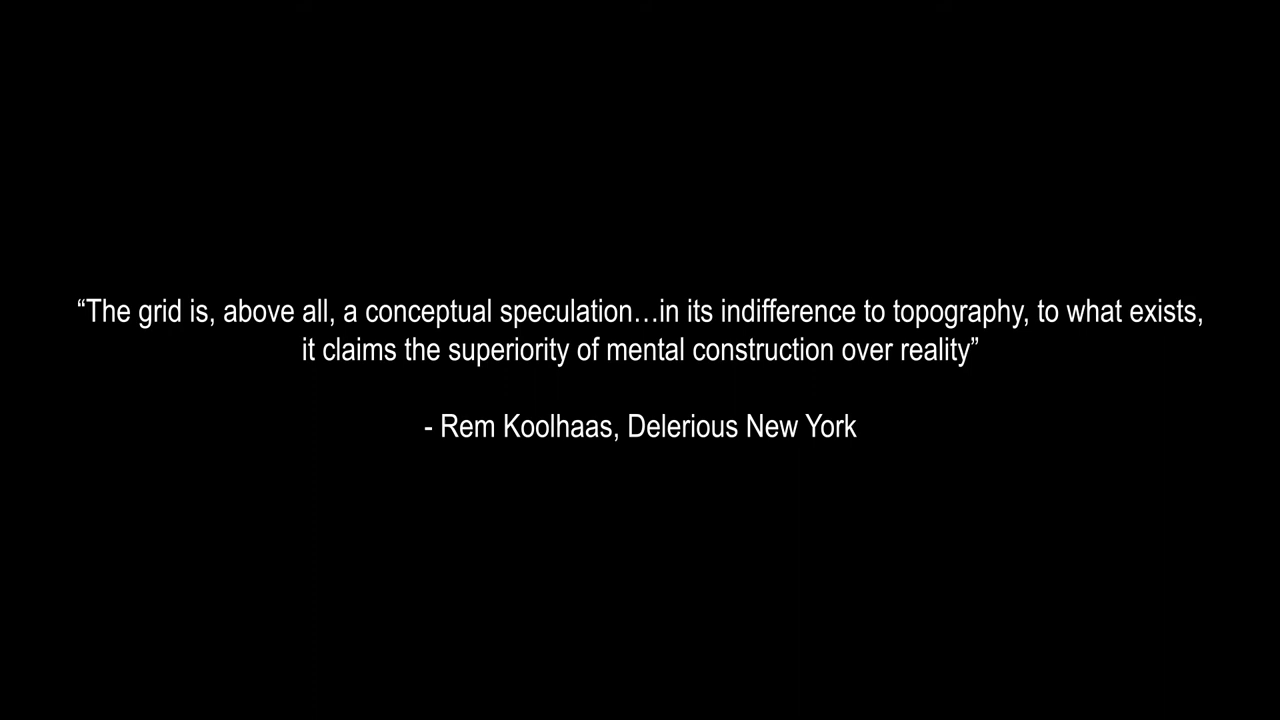 “The grid is, above all, a conceptual speculation…in its indifference to topography, to what exists,
it claims the superiority of mental construction over reality”
- Rem Koolhaas, Delerious New York